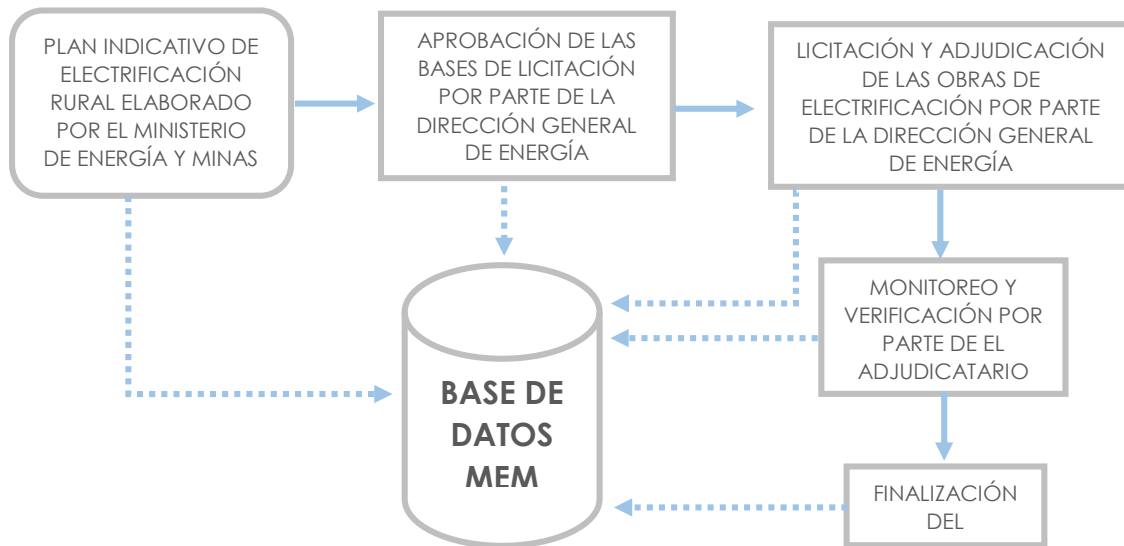 PLAN INDICATIVO DE
ELECTRIFICACIÓN
RURAL ELABORADO
POR EL MINISTERIO
DE ENERGÍA Y MINAS
APROBACIÓN DE LAS
BASES DE LICITACIÓN
POR PARTE DE LA
DIRECCIÓN GENERAL
DE ENERGÍA
LICITACIÓN Y ADJUDICACIÓN
DE LAS OBRAS DE
ELECTRIFICACIÓN POR PARTE
DE LA DIRECCIÓN GENERAL
DE ENERGÍA
MONITOREO Y
VERIFICACIÓN POR
PARTE DE EL
ADJUDICATARIO
BASE DE
DATOS
MEM
FINALIZACIÓN
DEL